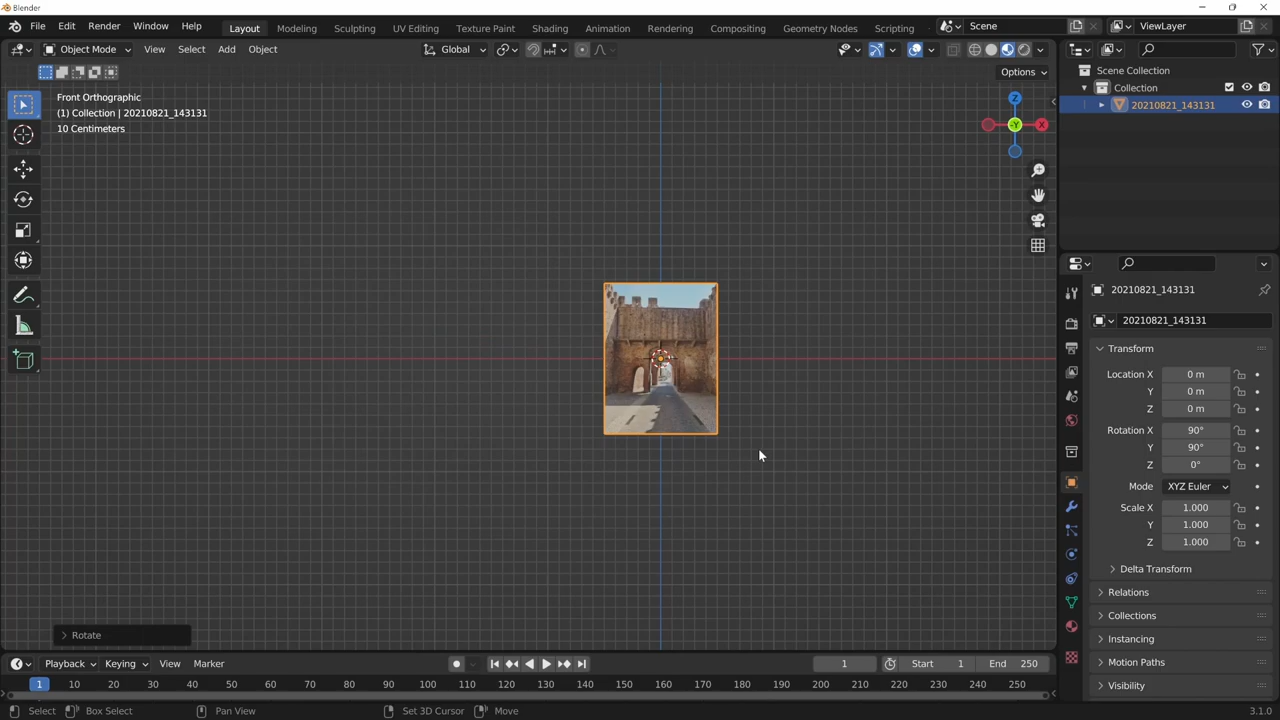 Blender
File Edit Render Window Help Layout Modeling Sculpting UV Editing Texture Paint Shading Animation Rendering Compositing Geometry Nodes Scripting Scene ViewLayer
Object Mode View Select Add Object Global
Options
Front Orthographic
(1) Collection | 20210821_143131
10 Centimeters
Z
-Y
X
Scene Collection
Collection
20210821_143131
20210821_143131
20210821_143131
Transform
Location X 0 m
Y 0 m
Z 0 m
Rotation X 90°
Y 90°
Z 0°
Mode XYZ Euler
Scale X 1.000
Y 1.000
Z 1.000
Delta Transform
Relations
Collections
Instancing
Motion Paths
Visibility
Rotate
Playback Keying View Marker 1 Start 1 End 250
1 10 20 30 40 50 60 70 80 90 100 110 120 130 140 150 160 170 180 190 200 210 220 230 240 250
Select Box Select Pan View Set 3D Cursor Move 3.1.0